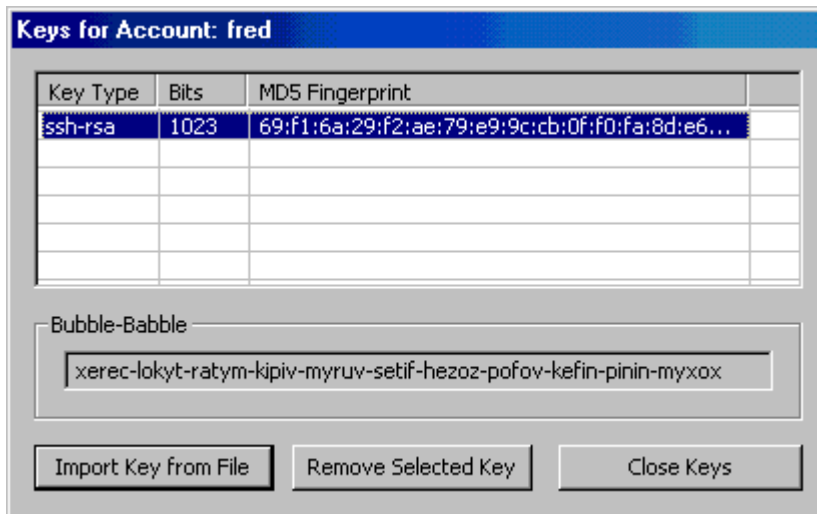 Keys for Account: fred
Key Type Bits MD5 Fingerprint
ssh-rsa 1023 69:f1:6a:29:f2:ae:79:e9:9c:cb:0f:f0:fa:8d:e6...
Bubble-Babble
xerec-lokyt-ratym-kipiv-myruv-setif-hezoz-pofov-kefin-pinin-myxox
Import Key from File Remove Selected Key Close Keys